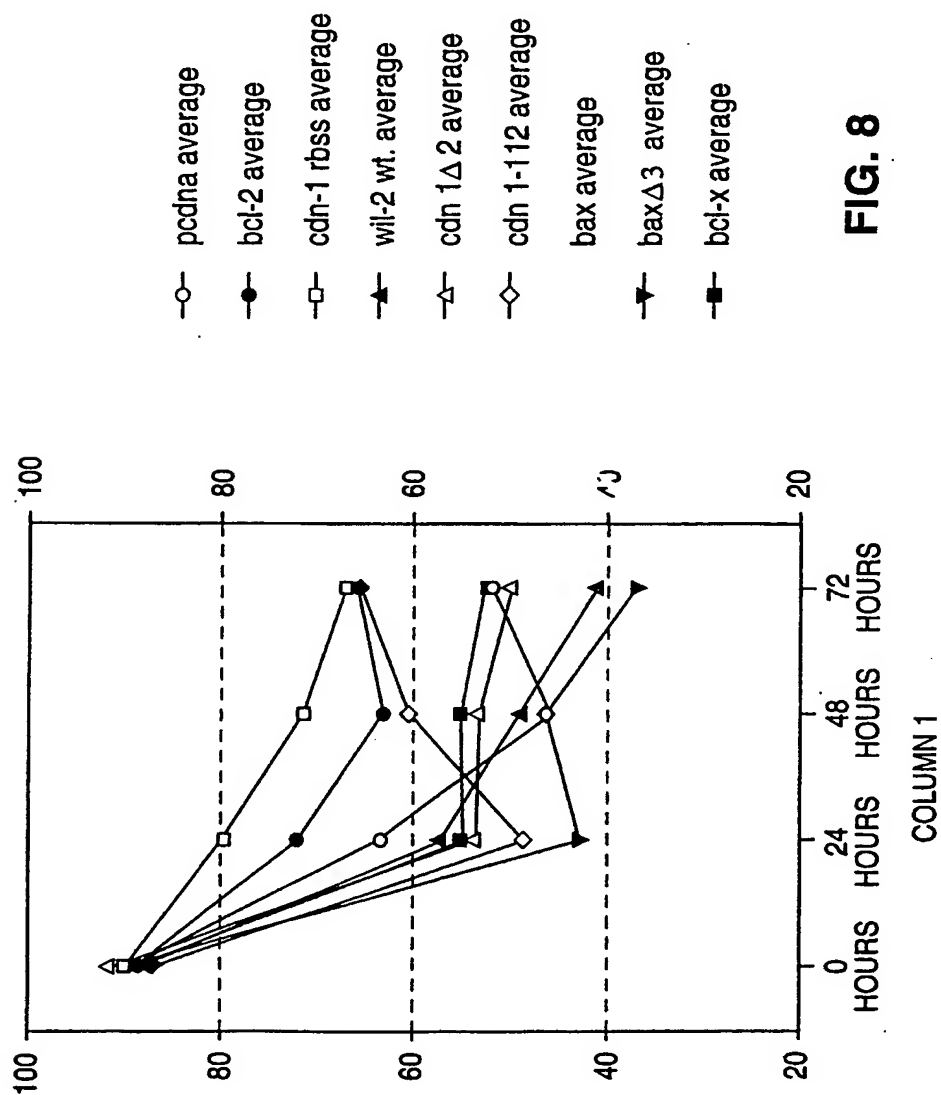 100
80
60
40
20
100
80
60
20
0
HOURS
24
HOURS
48
HOURS
72
HOURS
COLUMN 1
pcdna average
bcl-2 average
cdn-1 rbss average
wil-2 wt. average
cdn 1Δ2 average
cdn 1-112 average
bax average
baxΔ3 average
bcl-x average
FIG. 8